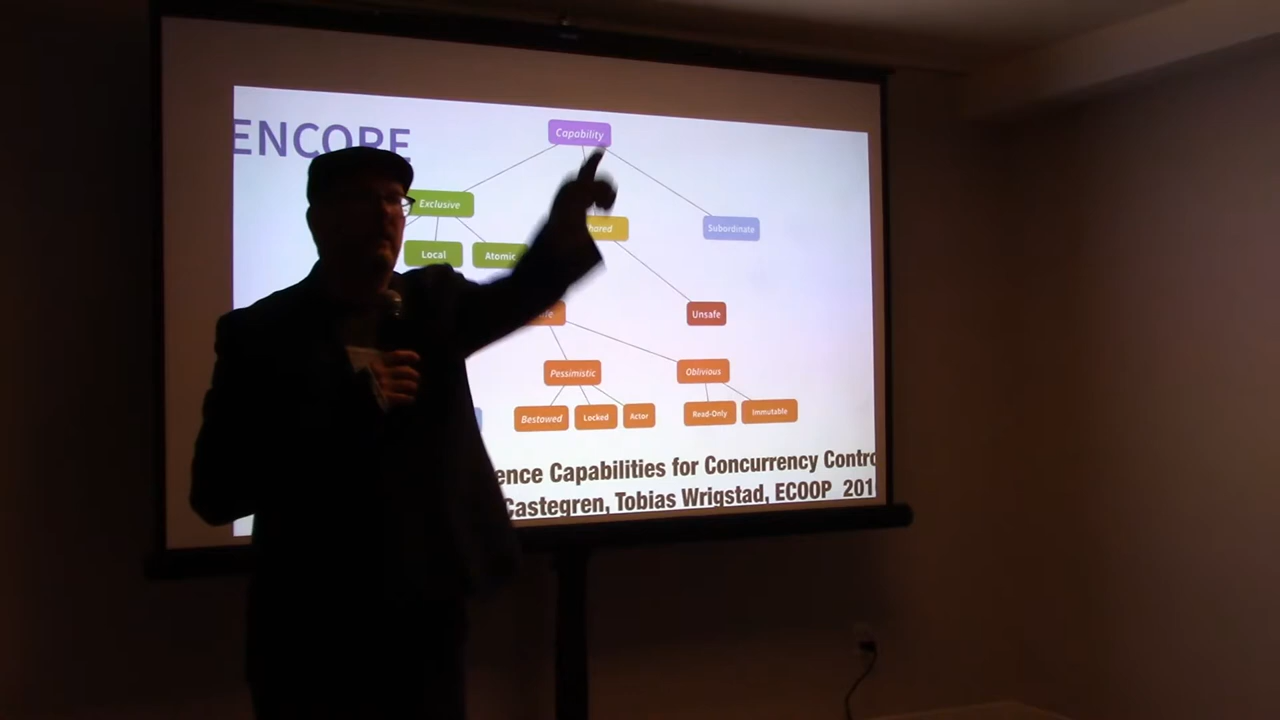 ENCORE
Capability
Exclusive
hared
Subordinate
Local
Atomic
Unsafe
Pessimistic
Oblivious
Bestowed
Locked
Actor
Read-Only
Immutable
ence Capabilities for Concurrency Contro
Castegren, Tobias Wrigstad, ECOOP 201